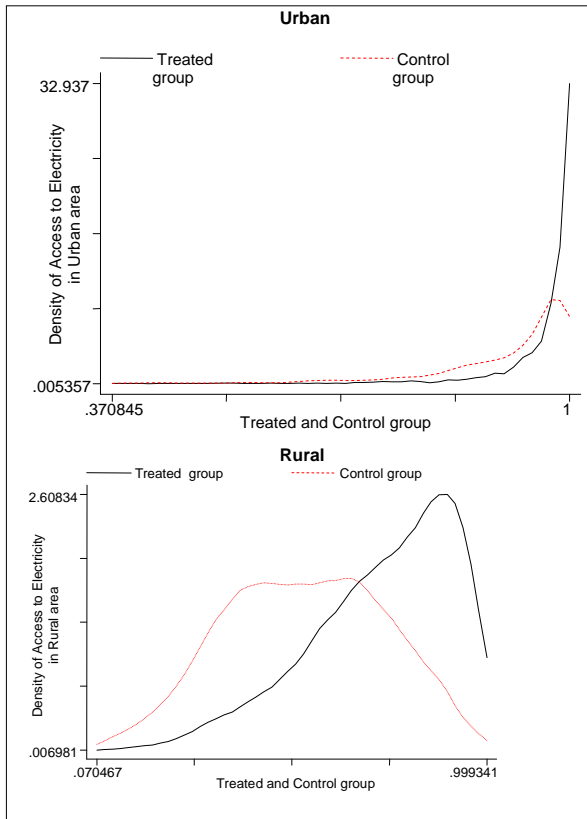 Urban
Treated group
Control group
32.937
Density of Access to Electricity
in Urban area
.005357
.370845
1
Treated and Control group
Rural
Treated group
Control group
2.60834
Density of Access to Electricity
in Rural area
.006981
.070467
.999341
Treated and Control group